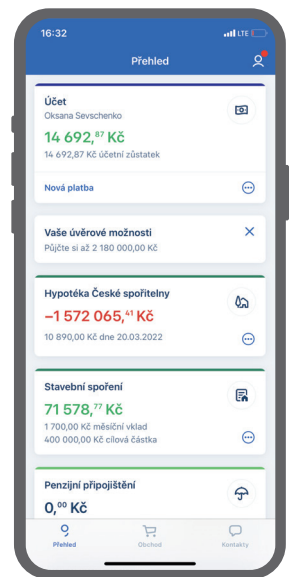 16:32
LTE
Přehled
Účet
Oksana Sevschenko
14 692,87 Kč
14 692,87 Kč účetní zůstatek
Nová platba
Vaše úvěrové možnosti
Půjčte si až 2 180 000,00 Kč
Hypotéka České spořitelny
−1 572 065,41 Kč
10 890,00 Kč dne 20.03.2022
Stavební spoření
71 578,77 Kč
1 700,00 Kč měsíční vklad
400 000,00 Kč cílová částka
Penzijní připojištění
0,00 Kč
Přehled
Obchod
Kontakty